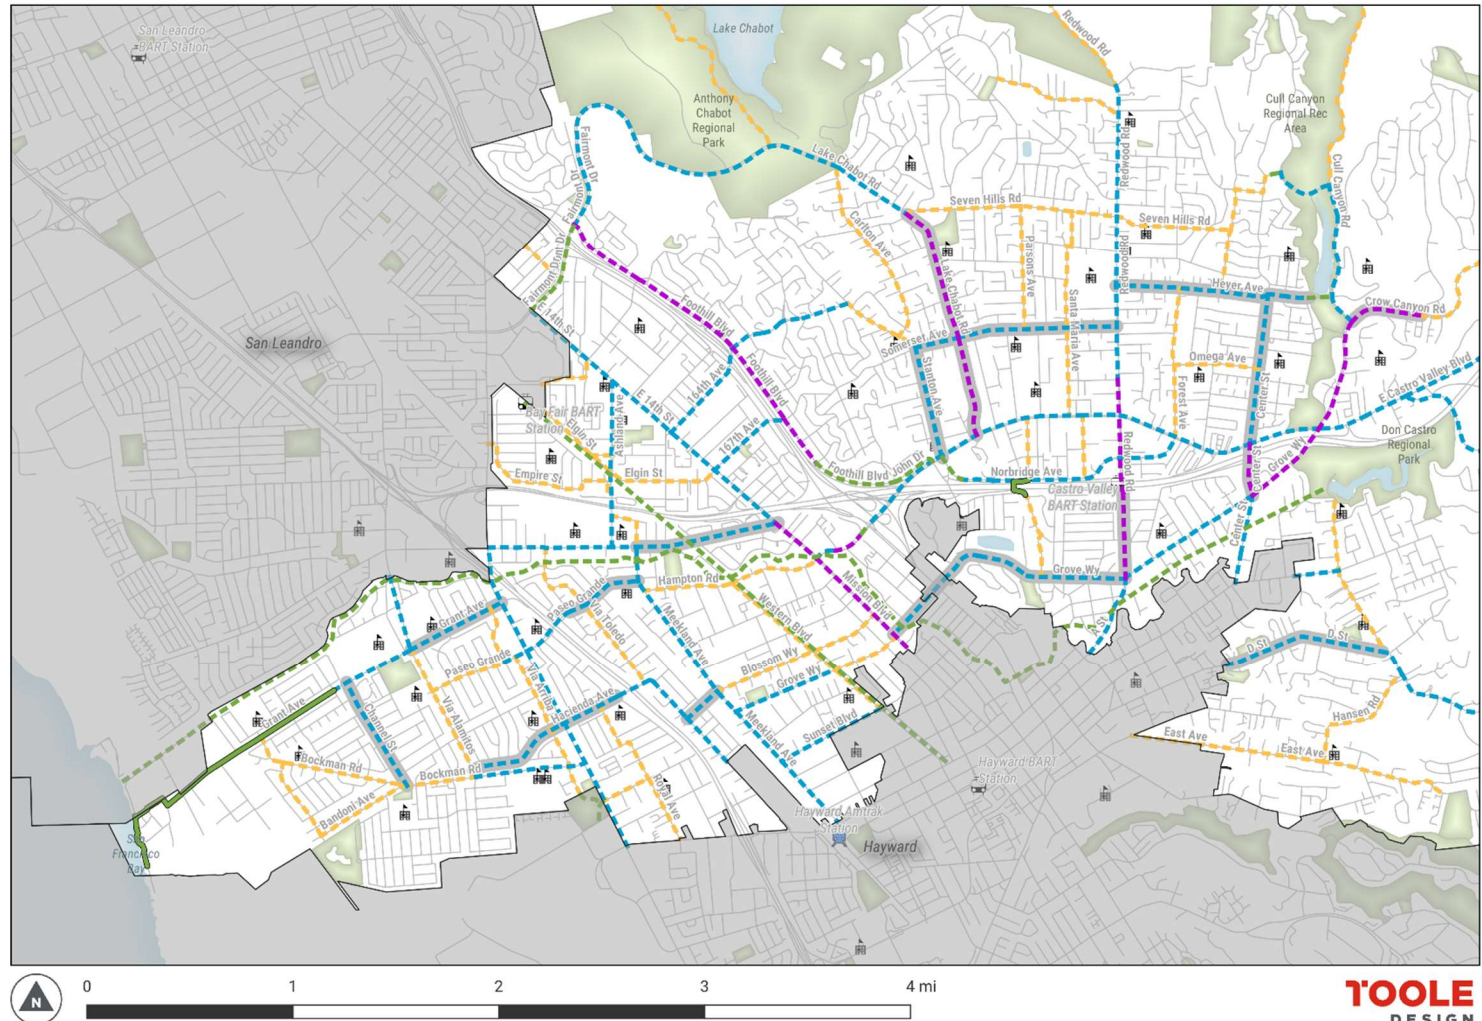 San Leandro
BART Station
Lake Chabot
Redwood Rd
Anthony
Chabot
Regional
Park
Cull Canyon
Regional Rec
Area
Fairmont Dr
Lake Chabot Rd
Redwood Rd
Cull Canyon Rd
Seven Hills Rd
Seven Hills Rd
Carlton Ave
Parsons Ave
Redwood Rd
Fairmont Dr
Heyer Ave
Santa Maria Ave
Lake Chabot Rd
Foothill Blvd
E 14th St
Crow Canyon Rd
San Leandro
Somerset Ave
Omega Ave
Stanton Ave
Foothill Blvd
164th Ave
Forest Ave
Center St
E Castro Valley Blvd
E 14th St
Bay Fair BART
Station
Ashland Ave
Elgin St
167th Ave
Don Castro
Regional
Park
Redwood Rd
Grove Wy
Empire St
Elgin St
Foothill Blvd
John Dr
Norbridge Ave
Center St
Castro Valley
BART Station
Center St
Grove Wy
Hampton Rd
Paseo Grande
Via Toledo
Mission Blvd
Western Blvd
Grant Ave
Meekland Ave
A St
D St
D St
Paseo Grande
Blossom Wy
Grove Wy
Via Arriba
Via Alamitos
Hacienda Ave
Channel St
Grant Ave
Meekland Ave
Sunset Blvd
Hansen Rd
East Ave
East Ave
Bockman Rd
Bockman Rd
Bandoni Ave
Royal Ave
Hayward BART
Station
Hayward Amtrak
Station
Hayward
San
Francisco
Bay
N
0 1 2 3 4 mi
TOOLE
DESIGN